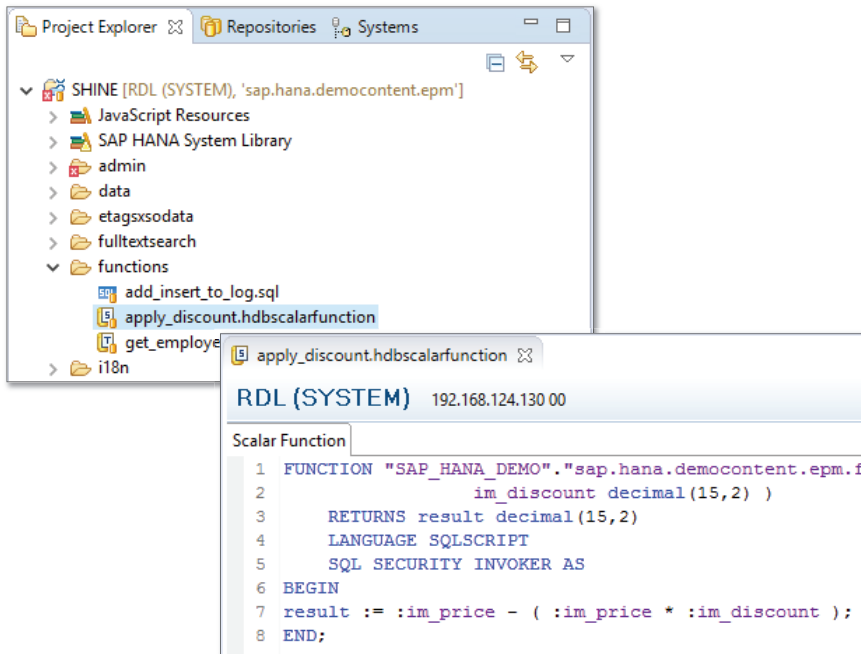 Project Explorer Repositories Systems
SHINE [RDL (SYSTEM), 'sap.hana.democontent.epm']
JavaScript Resources
SAP HANA System Library
admin
data
etagsxsodata
fulltextsearch
functions
add_insert_to_log.sql
apply_discount.hdbscalarfunction
get_employe
i18n
apply_discount.hdbscalarfunction
RDL (SYSTEM) 192.168.124.130 00
Scalar Function
1 FUNCTION "SAP_HANA_DEMO"."sap.hana.democontent.epm.f
2 im_discount decimal(15,2) )
3 RETURNS result decimal(15,2)
4 LANGUAGE SQLSCRIPT
5 SQL SECURITY INVOKER AS
6 BEGIN
7 result := :im_price - ( :im_price * :im_discount );
8 END;